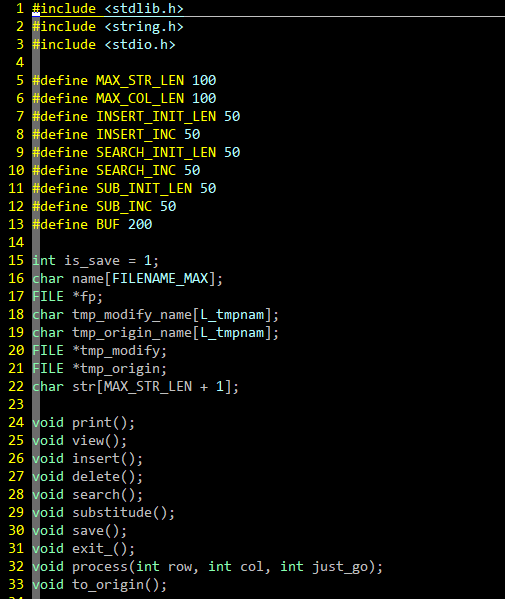 1 #include <stdlib.h>
2 #include <string.h>
3 #include <stdio.h>
4
5 #define MAX_STR_LEN 100
6 #define MAX_COL_LEN 100
7 #define INSERT_INIT_LEN 50
8 #define INSERT_INC 50
9 #define SEARCH_INIT_LEN 50
10 #define SEARCH_INC 50
11 #define SUB_INIT_LEN 50
12 #define SUB_INC 50
13 #define BUF 200
14
15 int is_save = 1;
16 char name[FILENAME_MAX];
17 FILE *fp;
18 char tmp_modify_name[L_tmpnam];
19 char tmp_origin_name[L_tmpnam];
20 FILE *tmp_modify;
21 FILE *tmp_origin;
22 char str[MAX_STR_LEN + 1];
23
24 void print();
25 void view();
26 void insert();
27 void delete();
28 void search();
29 void substitude();
30 void save();
31 void exit_();
32 void process(int row, int col, int just_go);
33 void to_origin();